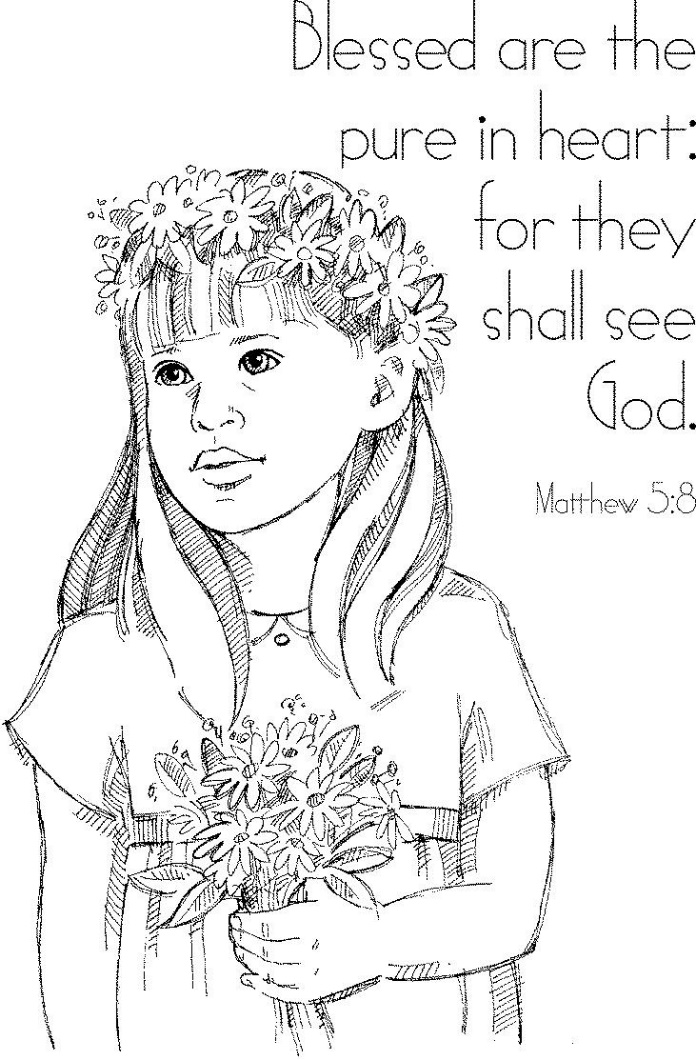 Blessed are the
pure in heart:
for they
shall see
God.
Matthew 5:8